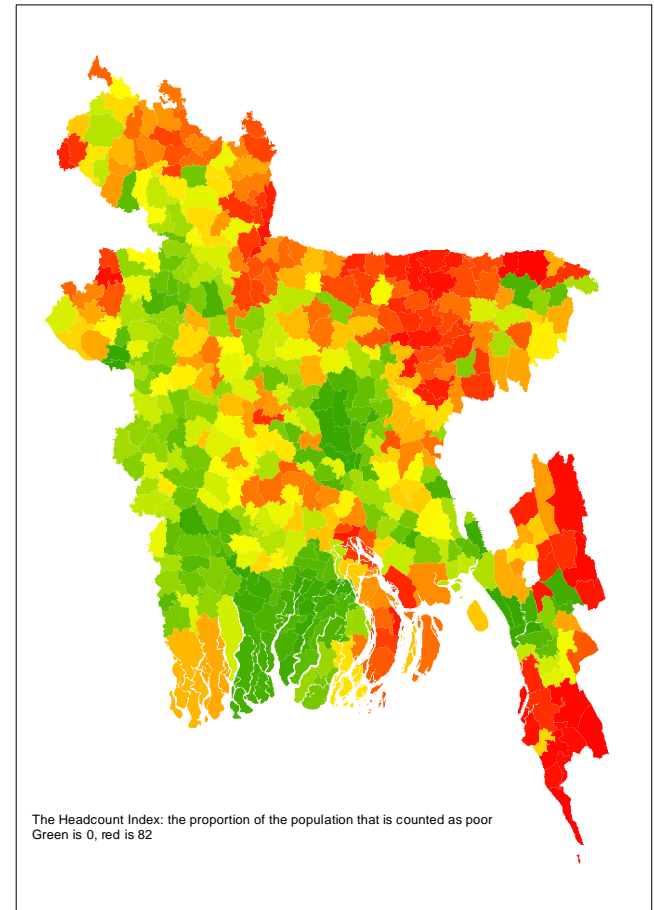 The Headcount Index: the proportion of the population that is counted as poor
Green is 0, red is 82